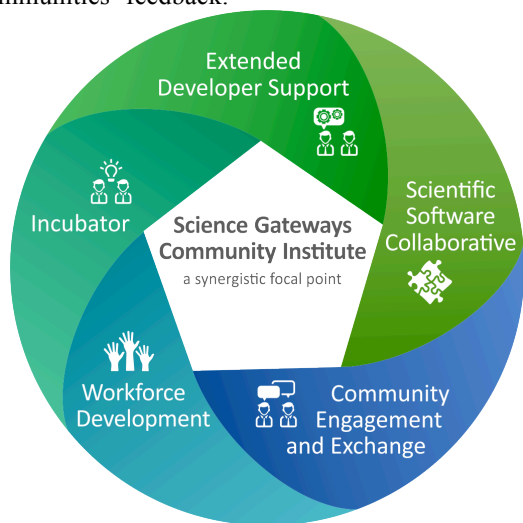 feedback.
Extended
Developer Support
Scientific
Software
Collaborative
Incubator
Science Gateways
Community Institute
a synergistic focal point
Workforce
Development
Community
Engagement
and Exchange